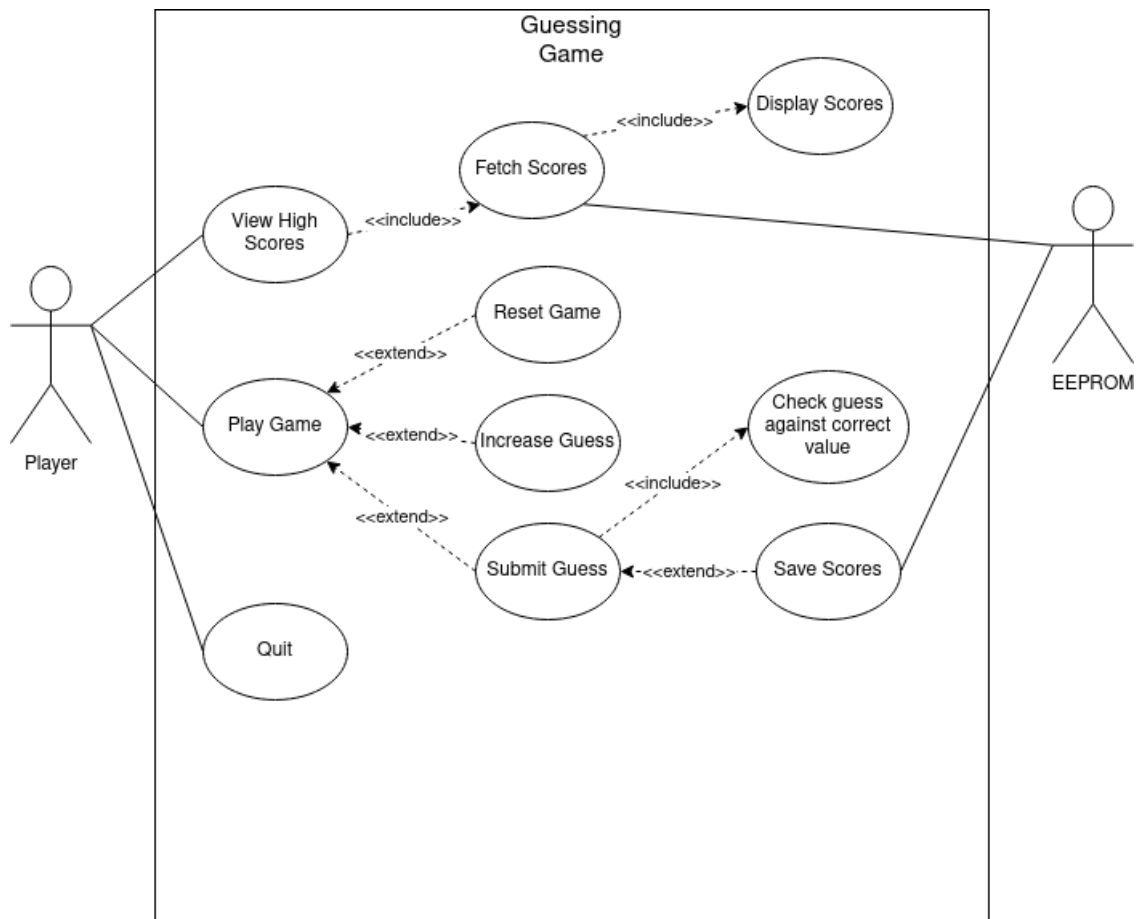 Guessing
Game
Display Scores
<<include>>
Fetch Scores
View High
Scores
<<include>>
Reset Game
<<extend>>
EEPROM
Check guess
against correct
value
Play Game
<<extend>>
Increase Guess
Player
<<include>>
<<extend>>
Submit Guess
<<extend>>
Save Scores
Quit